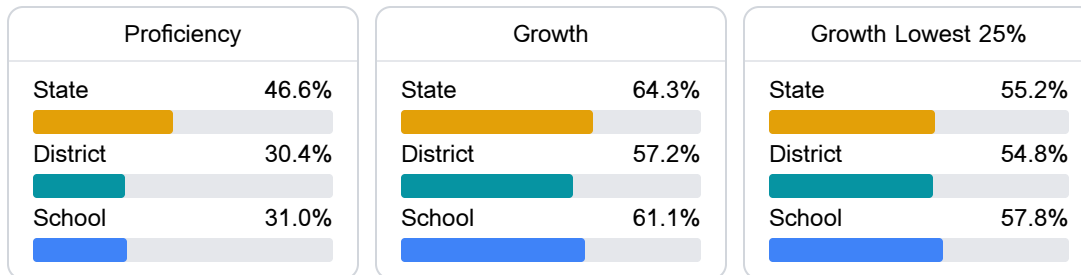 Proficiency
State 46.6%
District 30.4%
School 31.0%
Growth
State 64.3%
District 57.2%
School 61.1%
Growth Lowest 25%
State 55.2%
District 54.8%
School 57.8%